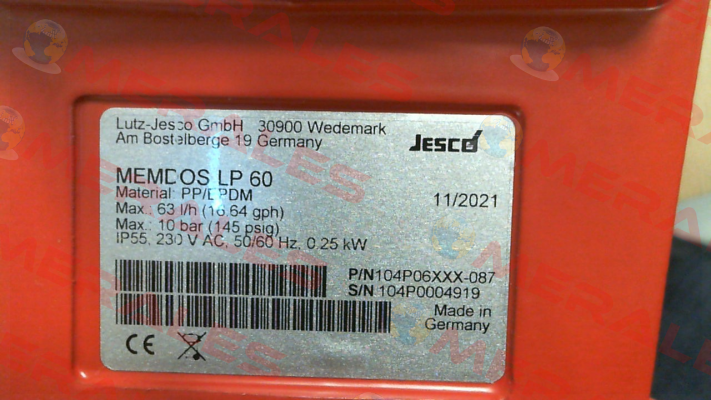 Lutz-Jesco GmbH 30900 Wedemark
Am Bostelberge 19 Germany
JESCO
MEMDOS LP 60
11/2021
Material: PP/EPDM
Max.: 63 l/h (16.64 gph)
Max.: 10 bar (145 psig)
IP55, 230 V AC, 50/60 Hz, 0.25 kW
P/N 104P06XXX-087
S/N 104P0004919
Made in
Germany
CE
MERALES